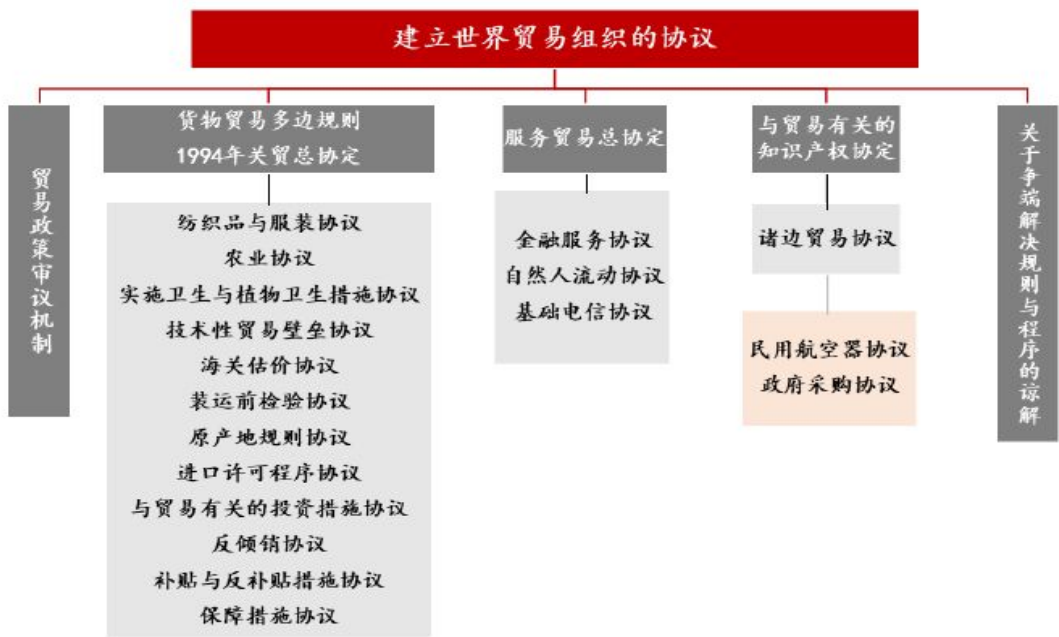 建立世界贸易组织的协议
贸易政策审议机制
货物贸易多边规则
1994年关贸总协定
纺织品与服装协议
农业协议
实施卫生与植物卫生措施协议
技术性贸易壁垒协议
海关估价协议
装运前检验协议
原产地规则协议
进口许可程序协议
与贸易有关的投资措施协议
反倾销协议
补贴与反补贴措施协议
保障措施协议
服务贸易总协定
金融服务协议
自然人流动协议
基础电信协议
与贸易有关的
知识产权协定
诸边贸易协议
民用航空器协议
政府采购协议
关于争端解决规则与程序的谅解